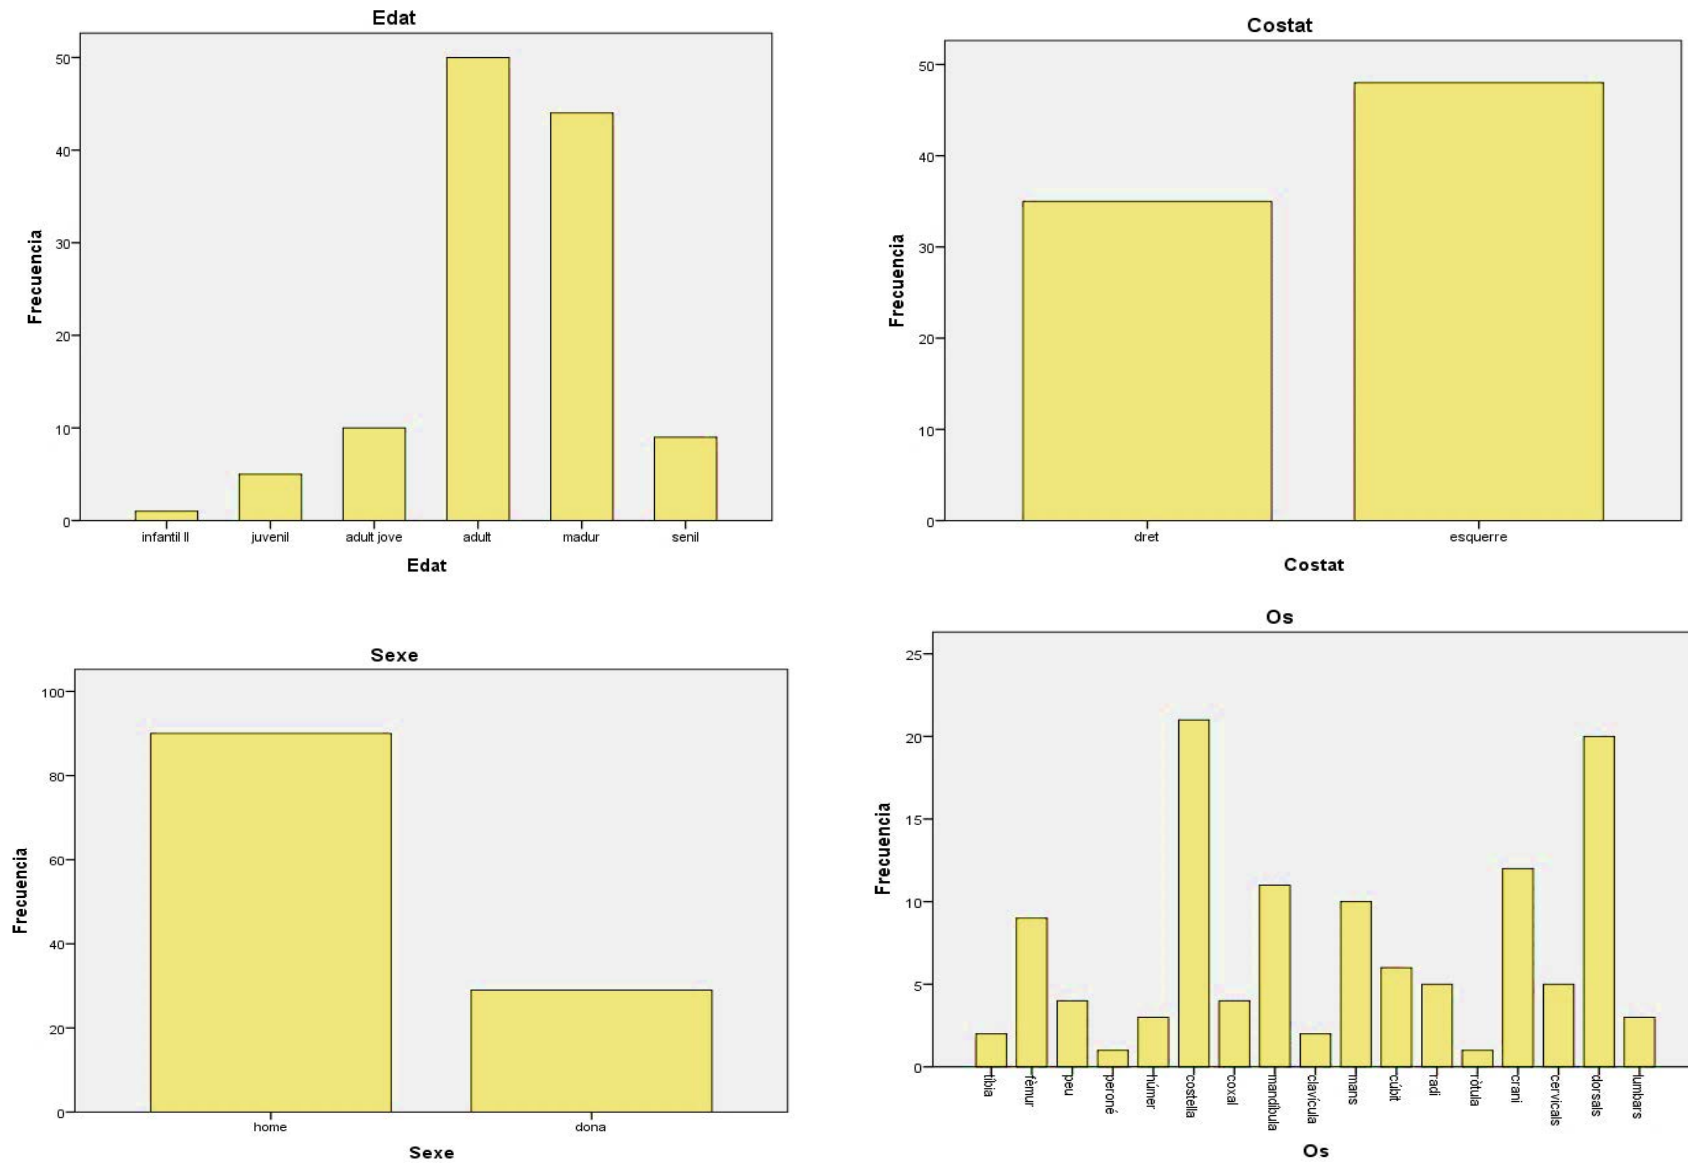 Edat
50
40
30
20
10
0
Frecuencia
infantil II juvenil adult jove adult madur senil
Edat
Costat
50
40
30
20
10
0
Frecuencia
dret esquerre
Costat
Sexe
100
80
60
40
20
0
Frecuencia
home dona
Sexe
Os
25
20
15
10
5
0
Frecuencia
tíbia
fèmur
peu
peroné
húmer
costella
coxal
mandíbula
clavícula
mans
cúbit
radi
ròtula
crani
cervicals
dorsals
lumbars
Os